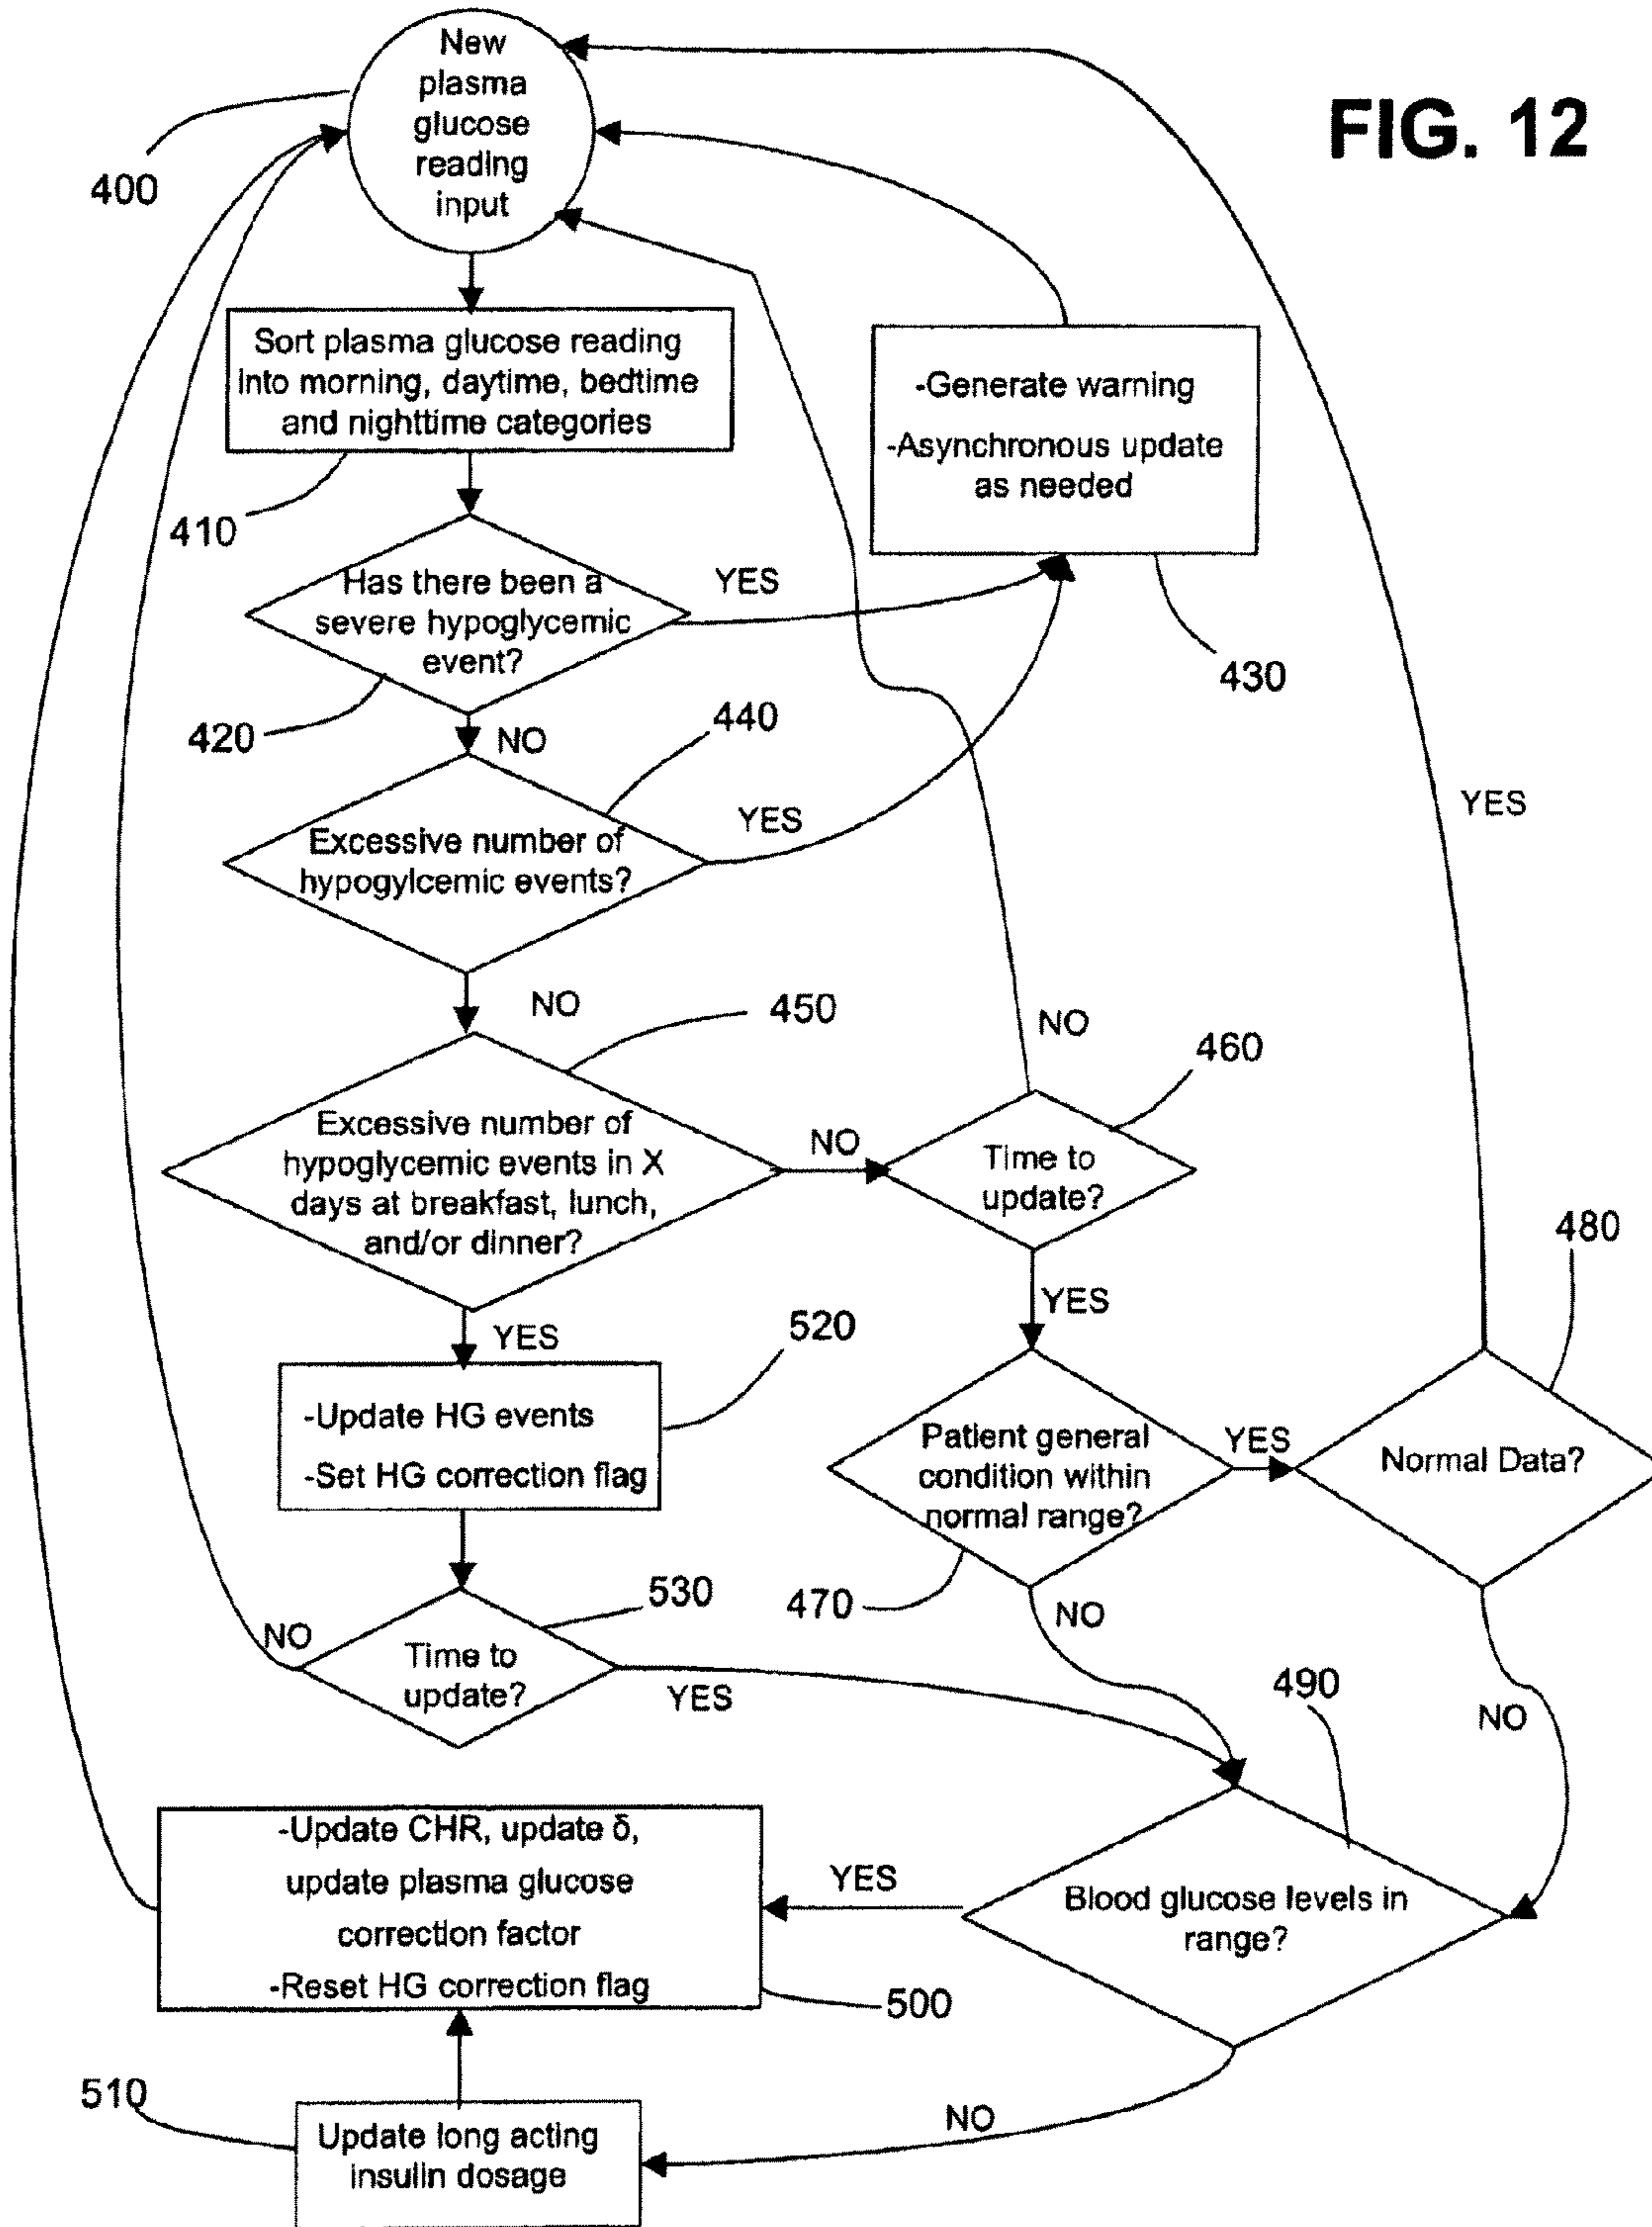 New
plasma
glucose
reading
input
FIG. 12
400
Sort plasma glucose reading
into morning, daytime, bedtime
and nighttime categories
-Generate warning
-Asynchronous update
as needed
410
Has there been a
severe hypoglycemic
event?
YES
430
420
NO
440
Excessive number of
hypogylcemic events?
YES
YES
NO
450
NO
460
Excessive number of
hypoglycemic events in X
days at breakfast, lunch,
and/or dinner?
NO
Time to
update?
480
YES
520
YES
-Update HG events
-Set HG correction flag
Patient general
condition within
normal range?
YES
Normal Data?
530
470
NO
NO
Time to
update?
YES
490
NO
-Update CHR, update δ,
update plasma glucose
correction factor
-Reset HG correction flag
YES
Blood glucose levels in
range?
500
510
Update long acting
insulin dosage
NO